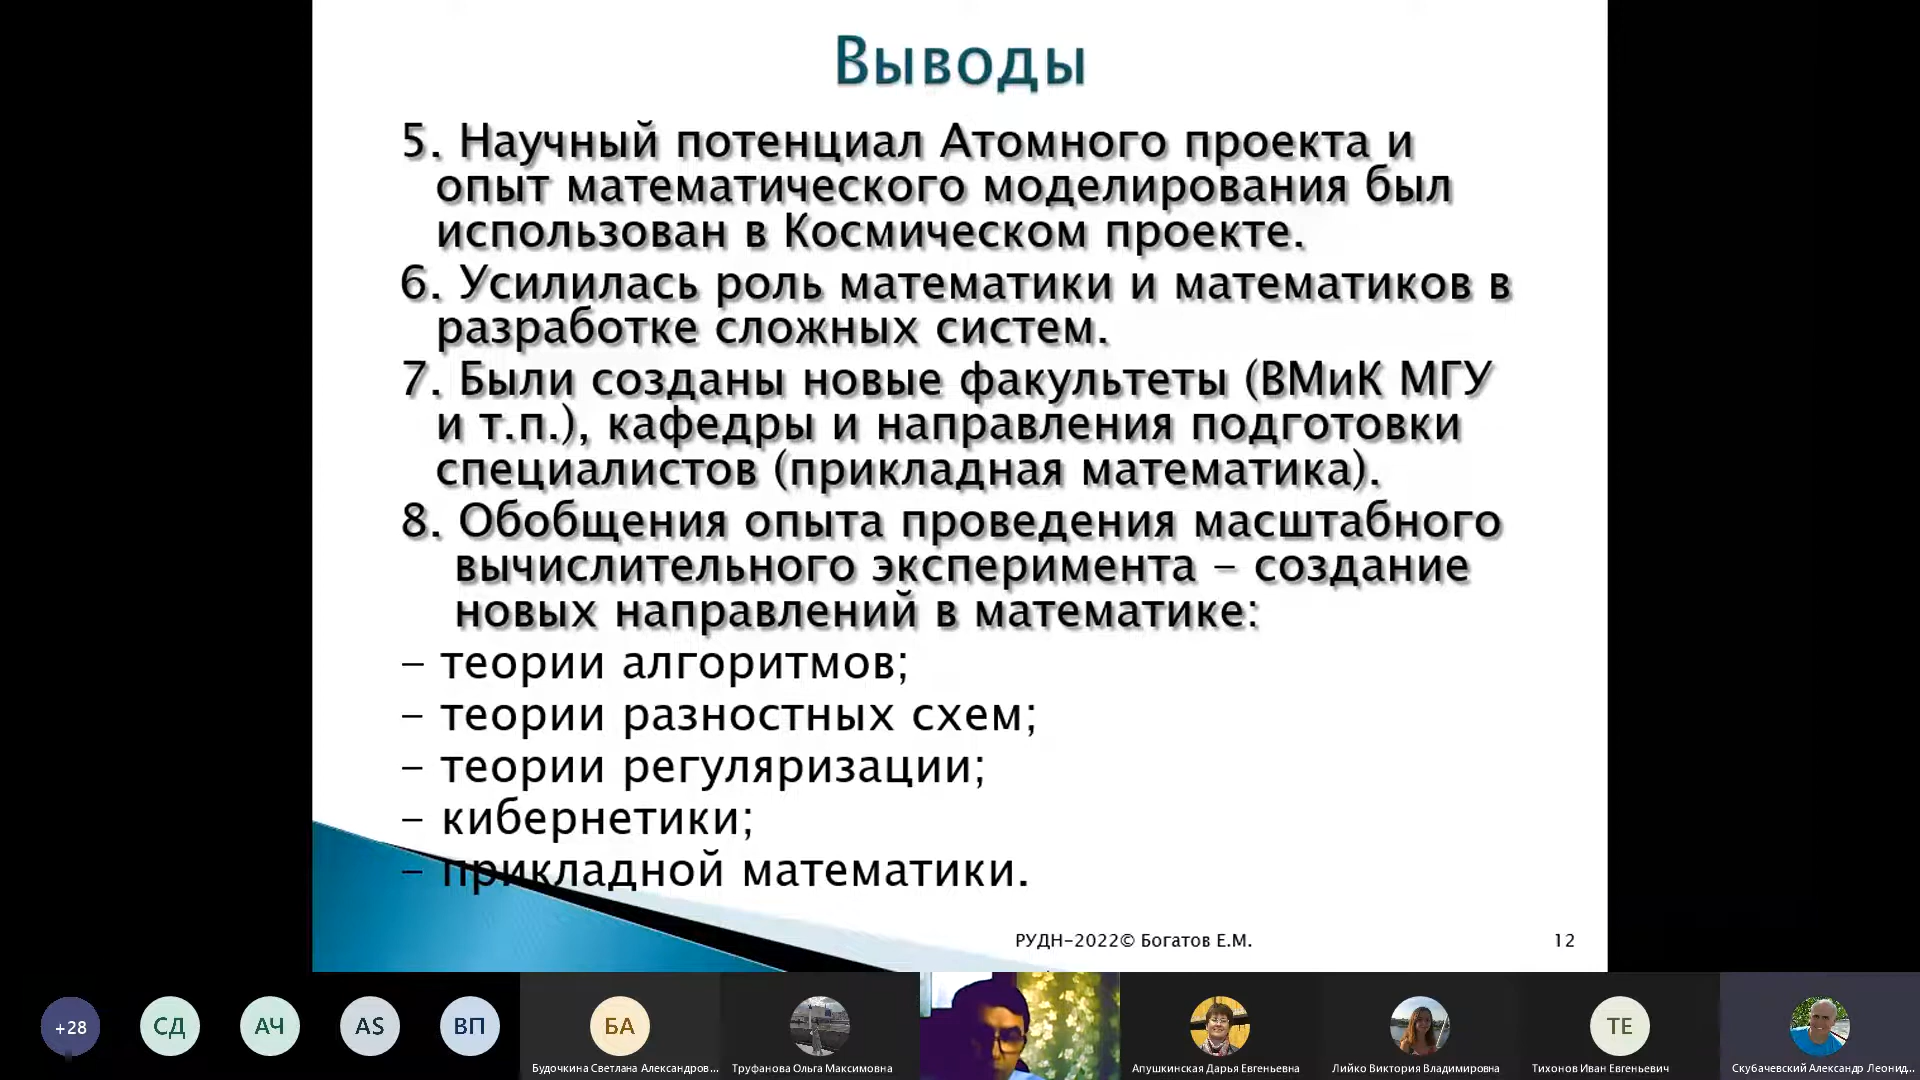 Выводы
5. Научный потенциал Атомного проекта и
опыт математического моделирования был
использован в Космическом проекте.
6. Усилилась роль математики и математиков в
разработке сложных систем.
7. Были созданы новые факультеты (ВМиК МГУ
и т.п.), кафедры и направления подготовки
специалистов (прикладная математика).
8. Обобщения опыта проведения масштабного
вычислительного эксперимента – создание
новых направлений в математике:
– теории алгоритмов;
– теории разностных схем;
– теории регуляризации;
– кибернетики;
– прикладной математики.
РУДН-2022© Богатов Е.М. 12
+28 СД АЧ AS ВП БА ТЕ
Будочкина Светлана Александров... Труфанова Ольга Максимовна Апушкинская Дарья Евгеньевна Лийко Виктория Владимировна Тихонов Иван Евгеньевич Скубачевский Александр Леонид...